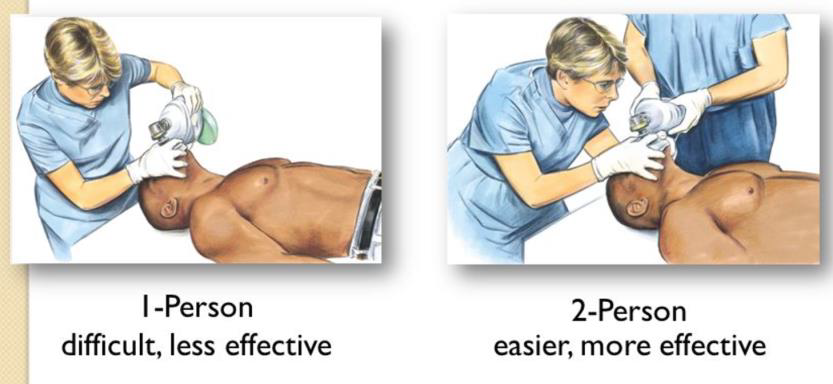 1-Person
difficult, less effective
2-Person
easier, more effective